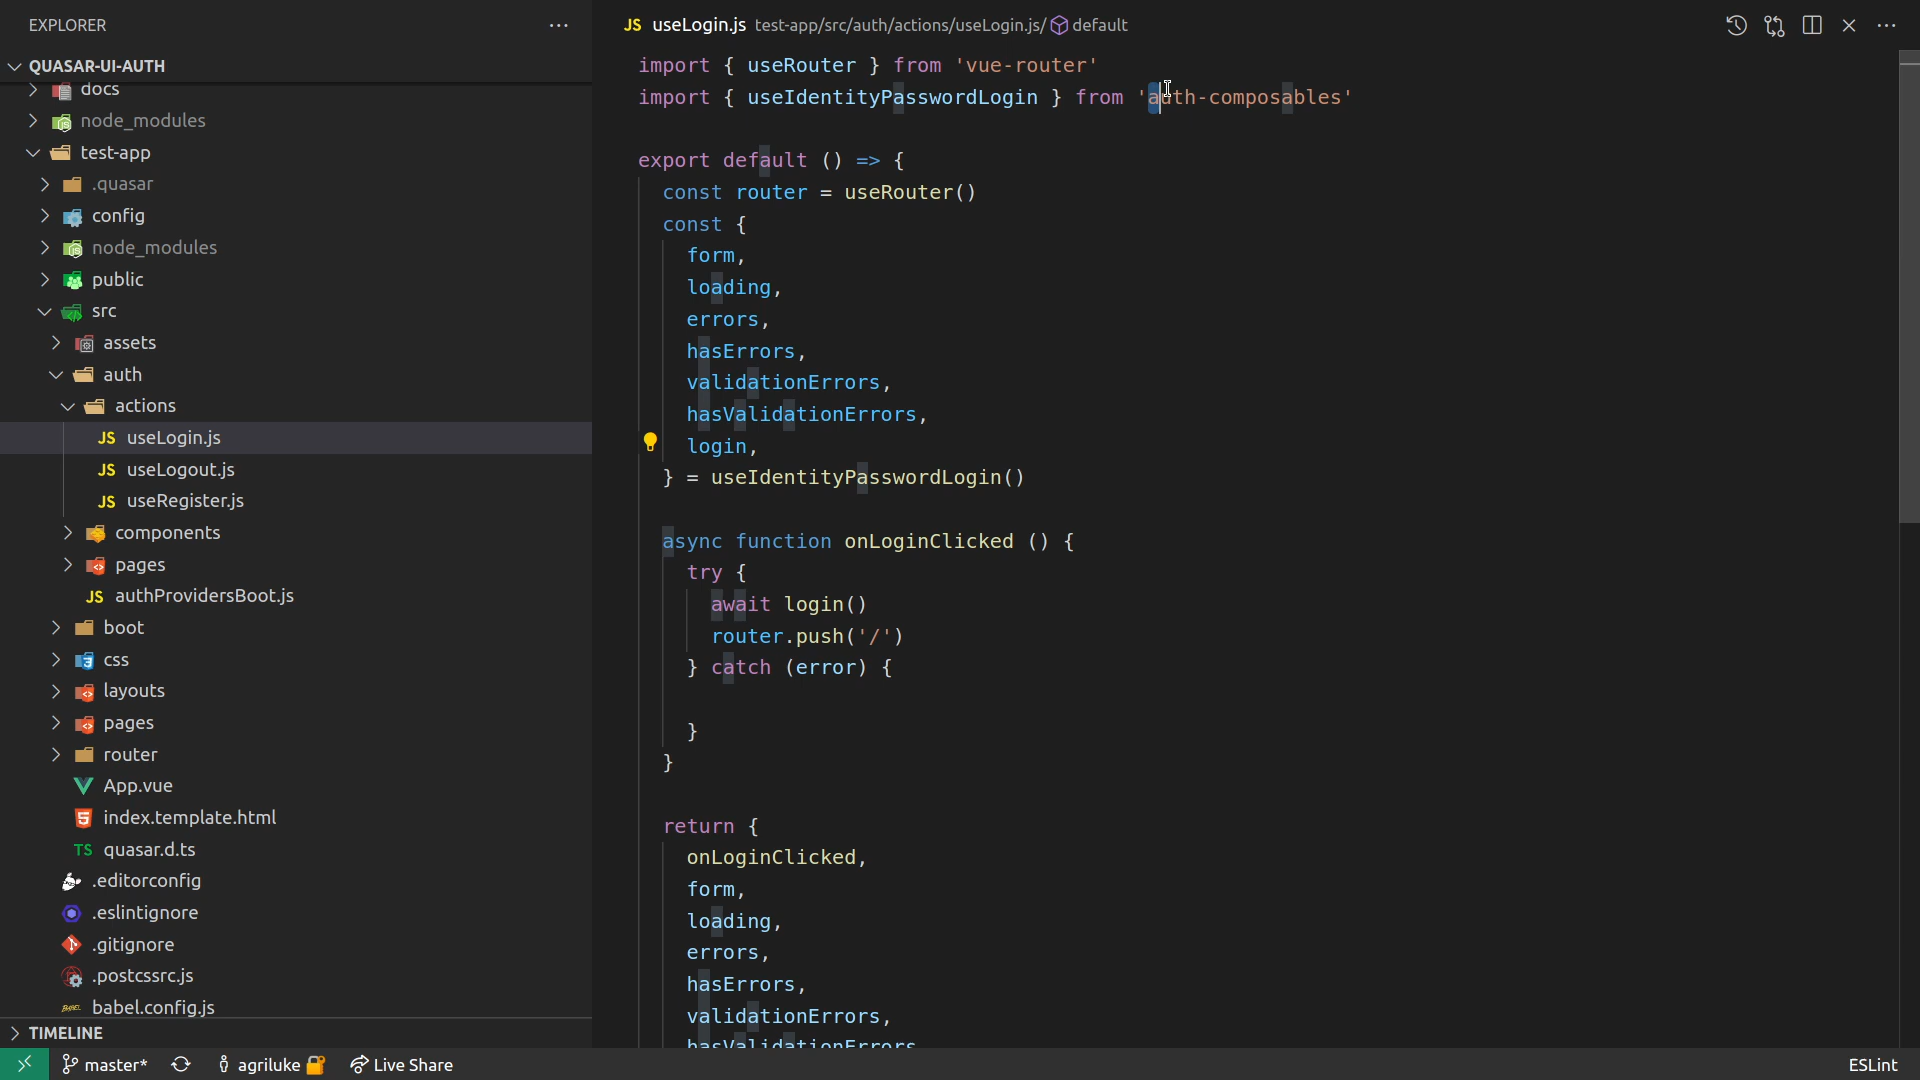 EXPLORER
QUASAR-UI-AUTH
docs
node_modules
test-app
.quasar
config
node_modules
public
src
assets
auth
actions
JS useLogin.js
JS useLogout.js
JS useRegister.js
components
pages
JS authProvidersBoot.js
boot
css
layouts
pages
router
App.vue
index.template.html
TS quasar.d.ts
.editorconfig
.eslintignore
.gitignore
.postcssrc.js
BABEL babel.config.js
TIMELINE
JS useLogin.js test-app/src/auth/actions/useLogin.js/ default
import { useRouter } from 'vue-router'
import { useIdentityPasswordLogin } from 'auth-composables'
export default () => {
const router = useRouter()
const {
form,
loading,
errors,
hasErrors,
validationErrors,
hasValidationErrors,
login,
} = useIdentityPasswordLogin()
async function onLoginClicked () {
try {
await login()
router.push('/')
} catch (error) {
}
}
return {
onLoginClicked,
form,
loading,
errors,
hasErrors,
validationErrors,
hasValidationErrors
master* agriluke Live Share ESLint